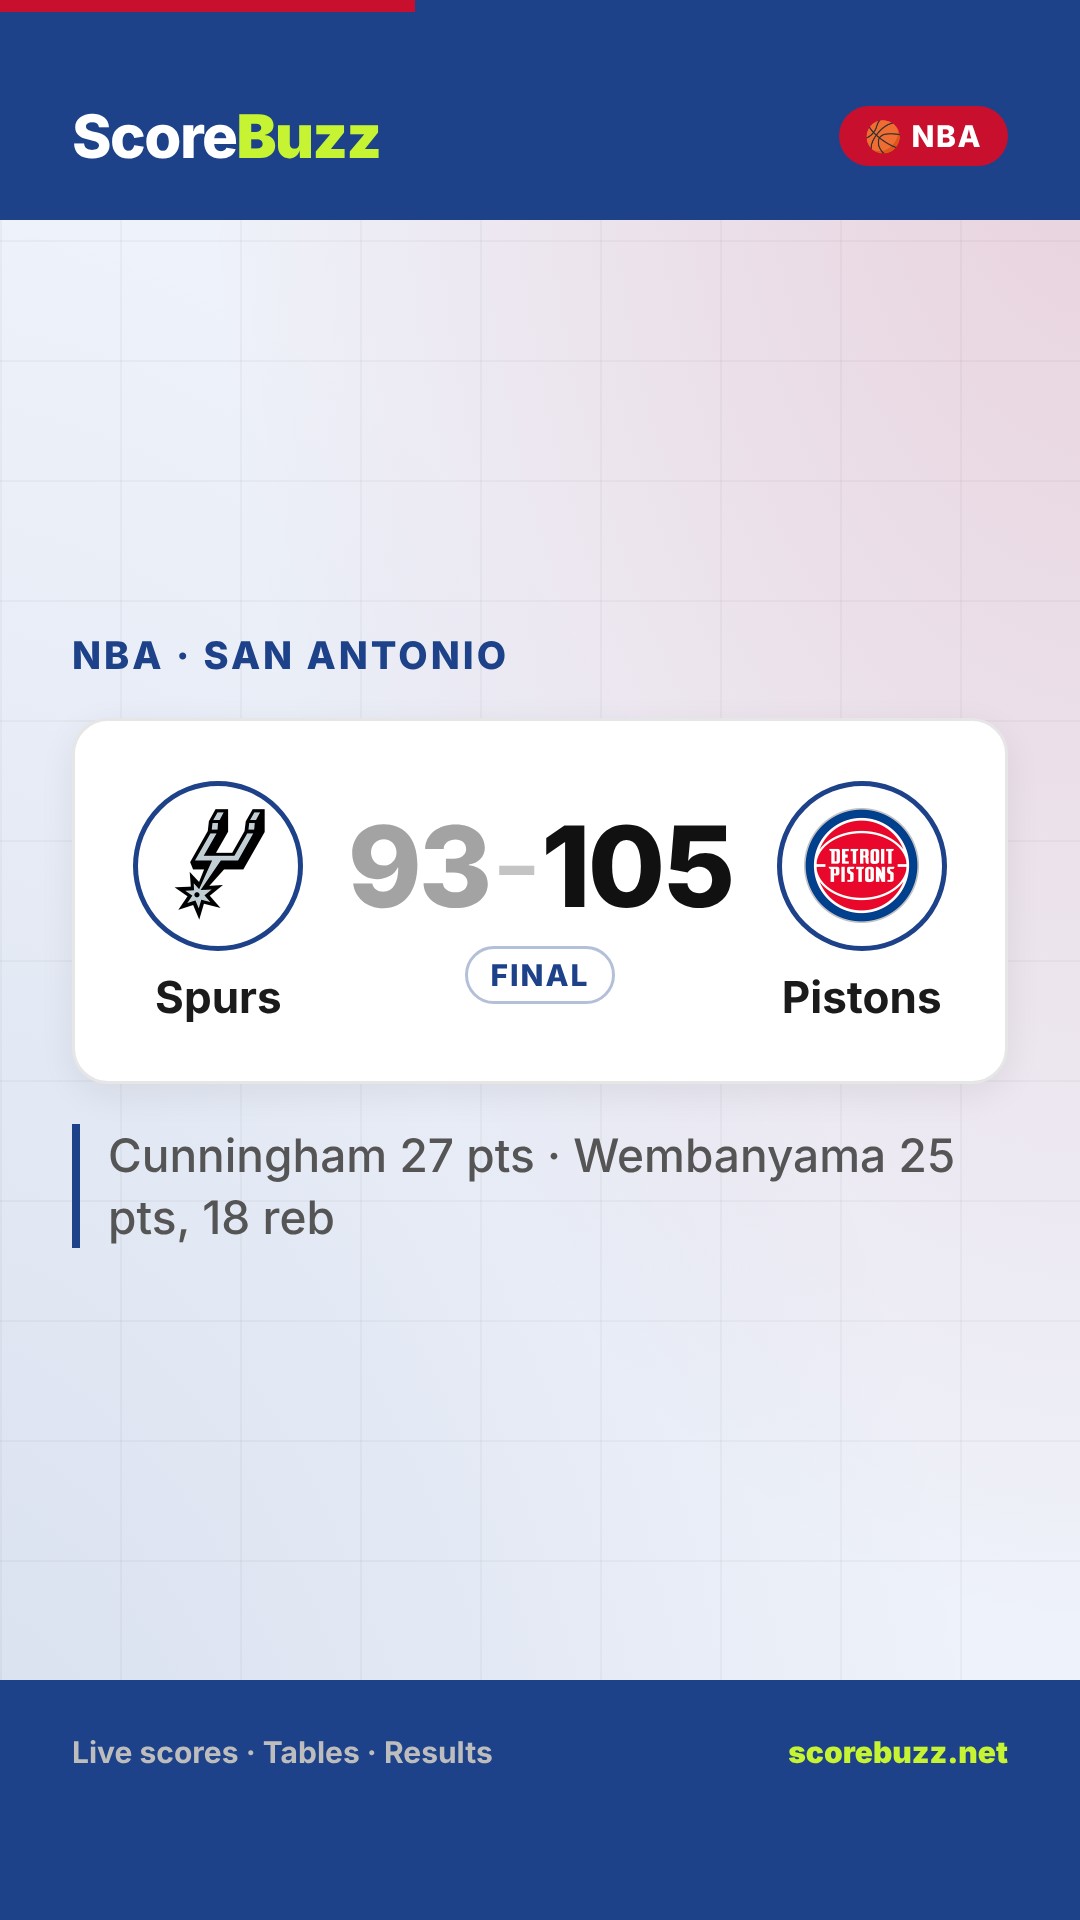 ScoreBuzz
🏀 NBA
NBA · SAN ANTONIO
93-105
DETROIT
PISTONS
FINAL
Spurs
Pistons
Cunningham 27 pts · Wembanyama 25
pts, 18 reb
Live scores · Tables · Results
scorebuzz.net